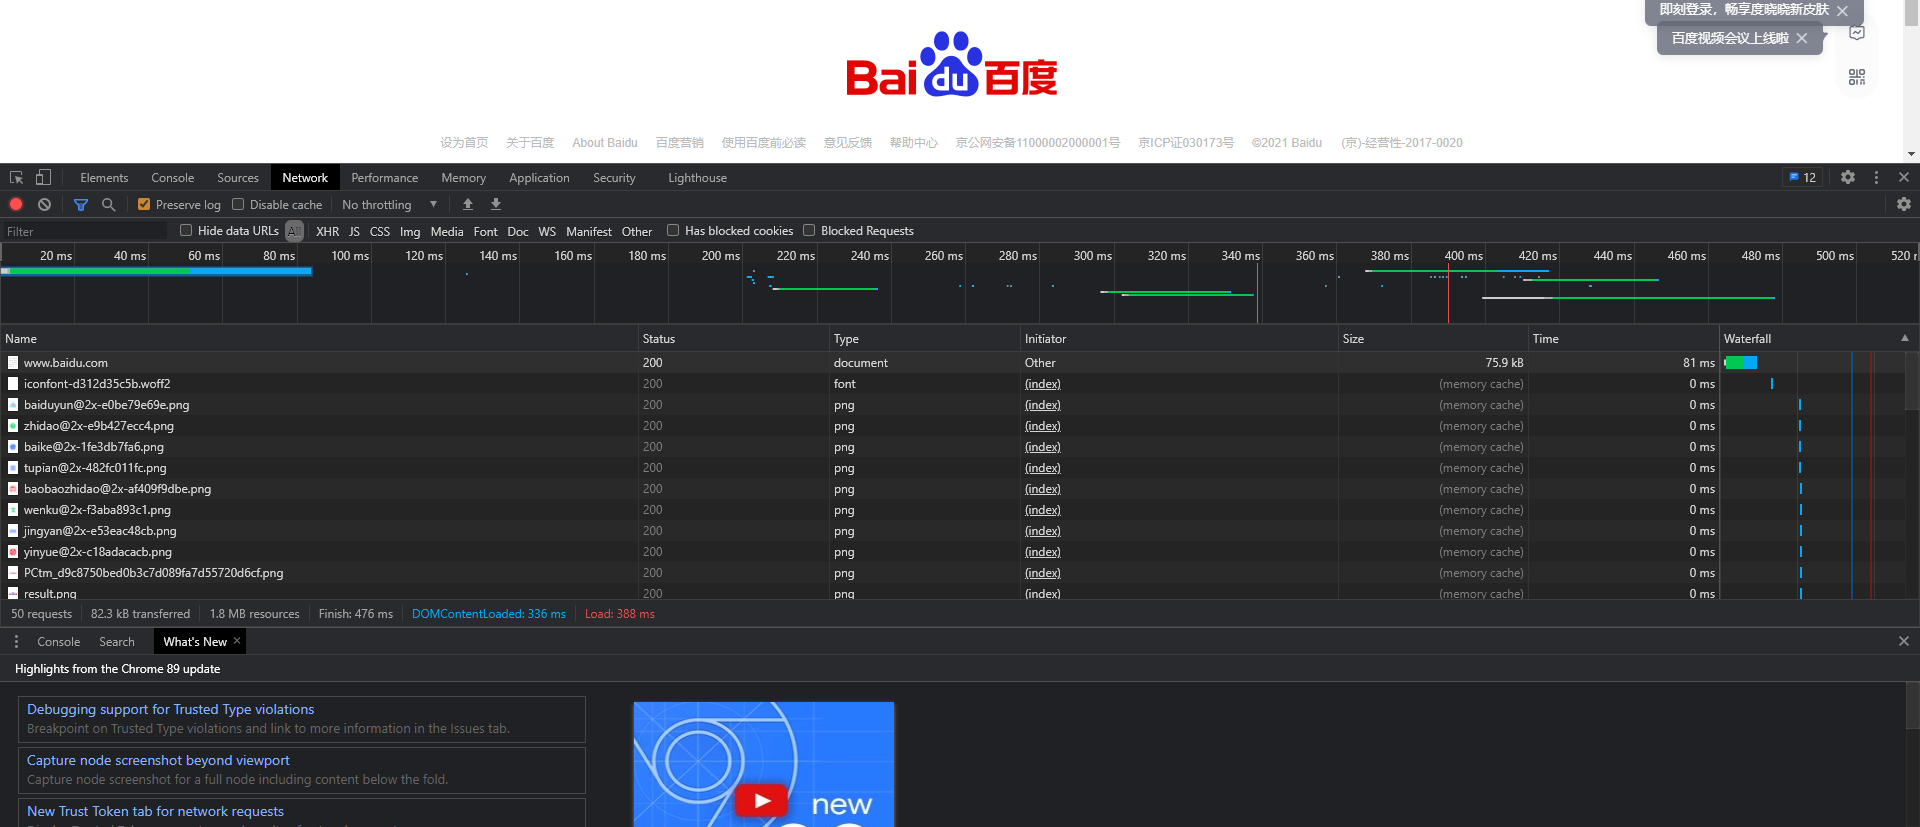 即刻登录，畅享度晓晓新皮肤
百度视频会议上线啦
Baidu百度
设为首页 关于百度 About Baidu 百度营销 使用百度前必读 意见反馈 帮助中心 京公网安备11000002000001号 京ICP证030173号 ©2021 Baidu (京)-经营性-2017-0020
Elements Console Sources Network Performance Memory Application Security Lighthouse 12
Preserve log Disable cache No throttling
Filter Hide data URLs All XHR JS CSS Img Media Font Doc WS Manifest Other Has blocked cookies Blocked Requests
20 ms 40 ms 60 ms 80 ms 100 ms 120 ms 140 ms 160 ms 180 ms 200 ms 220 ms 240 ms 260 ms 280 ms 300 ms 320 ms 340 ms 360 ms 380 ms 400 ms 420 ms 440 ms 460 ms 480 ms 500 ms 520
Name Status Type Initiator Size Time Waterfall
www.baidu.com 200 document Other 75.9 kB 81 ms
iconfont-d312d35c5b.woff2 200 font (index) (memory cache) 0 ms
baiduyun@2x-e0be79e69e.png 200 png (index) (memory cache) 0 ms
zhidao@2x-e9b427ecc4.png 200 png (index) (memory cache) 0 ms
baike@2x-1fe3db7fa6.png 200 png (index) (memory cache) 0 ms
tupian@2x-482fc011fc.png 200 png (index) (memory cache) 0 ms
baobaozhidao@2x-af409f9dbe.png 200 png (index) (memory cache) 0 ms
wenku@2x-f3aba893c1.png 200 png (index) (memory cache) 0 ms
jingyan@2x-e53eac48cb.png 200 png (index) (memory cache) 0 ms
yinyue@2x-c18adacacb.png 200 png (index) (memory cache) 0 ms
PCtm_d9c8750bed0b3c7d089fa7d55720d6cf.png 200 png (index) (memory cache) 0 ms
result.png 200 png (index) (memory cache) 0 ms
50 requests 82.3 kB transferred 1.8 MB resources Finish: 476 ms DOMContentLoaded: 336 ms Load: 388 ms
Console Search What's New
Highlights from the Chrome 89 update
Debugging support for Trusted Type violations
Breakpoint on Trusted Type violations and link to more information in the Issues tab.
Capture node screenshot beyond viewport
Capture node screenshot for a full node including content below the fold.
New Trust Token tab for network requests
new